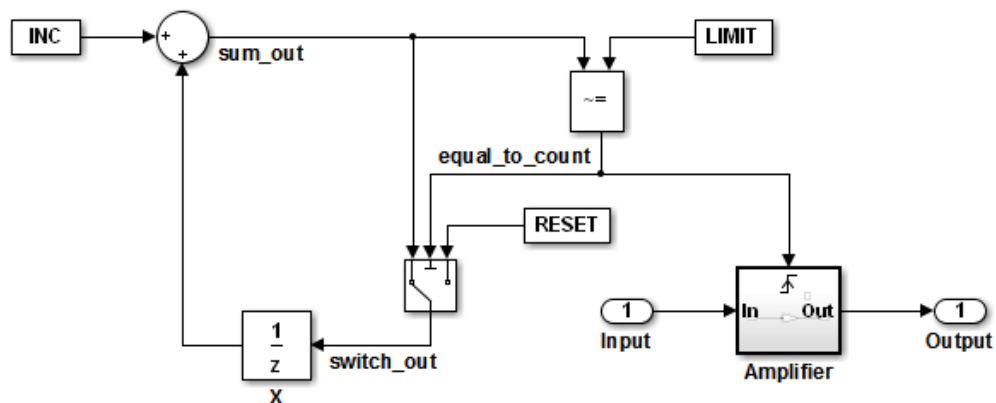 INC
+
+
sum_out
LIMIT
~=
equal_to_count
RESET
1
z
X
switch_out
1
Input
In
Out
Amplifier
1
Output